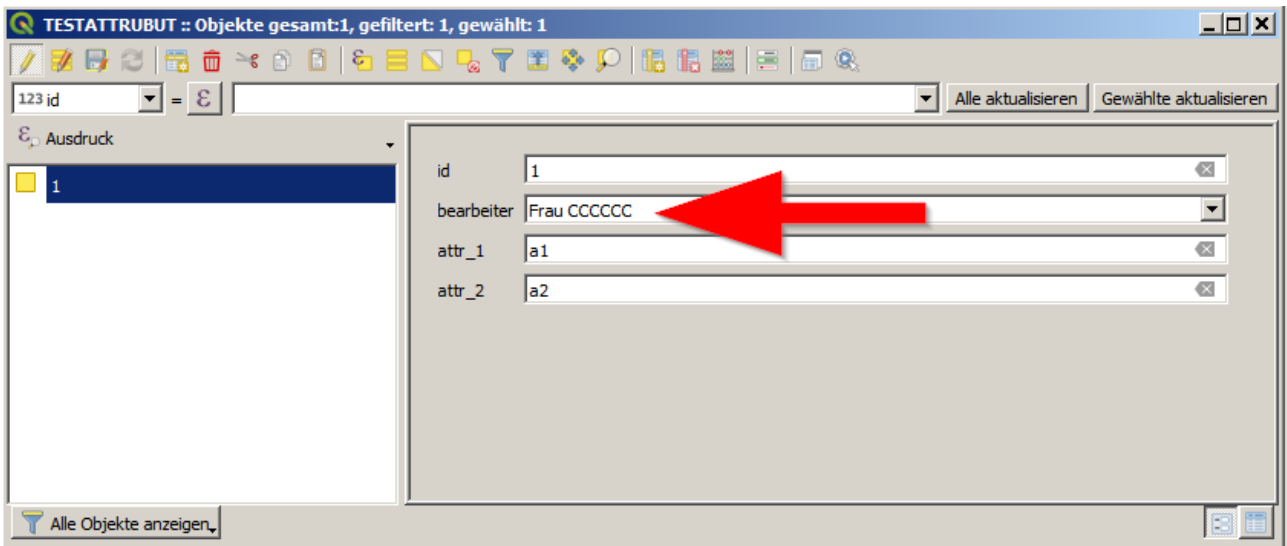 TESTATTRUBUT :: Objekte gesamt:1, gefiltert: 1, gewählt: 1
123 id = ε Alle aktualisieren Gewählte aktualisieren
ε Ausdruck
1
id 1
bearbeiter Frau CCCCCC
attr_1 a1
attr_2 a2
Alle Objekte anzeigen